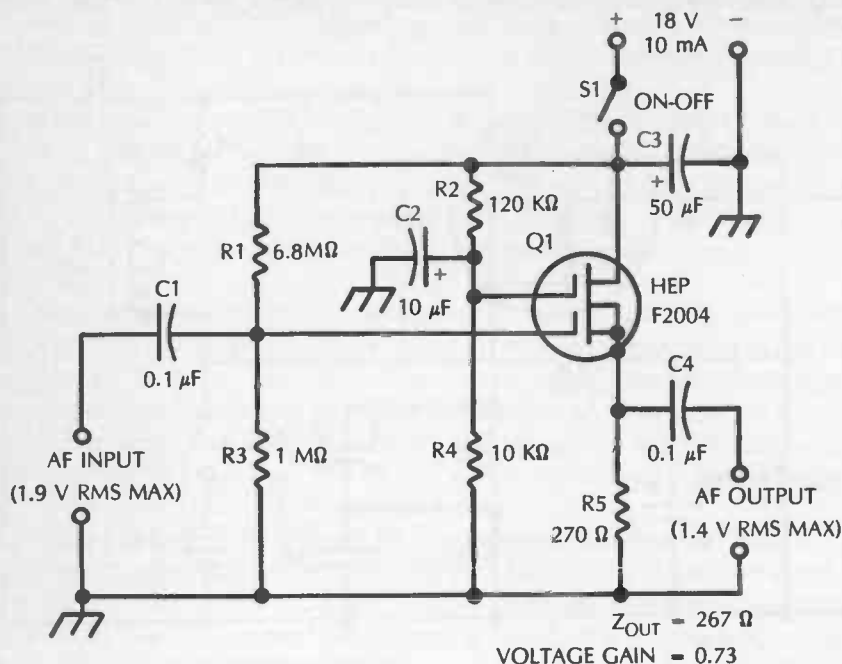 + 18 V −
10 mA
S1 ON-OFF
C3
+
50 µF
R2
120 KΩ
C2
+
10 µF
Q1
R1
6.8MΩ
HEP
F2004
C1
0.1 µF
C4
0.1 µF
AF INPUT
(1.9 V RMS MAX)
R3
1 MΩ
R4
10 KΩ
R5
270 Ω
AF OUTPUT
(1.4 V RMS MAX)
ZOUT = 267 Ω
VOLTAGE GAIN = 0.73